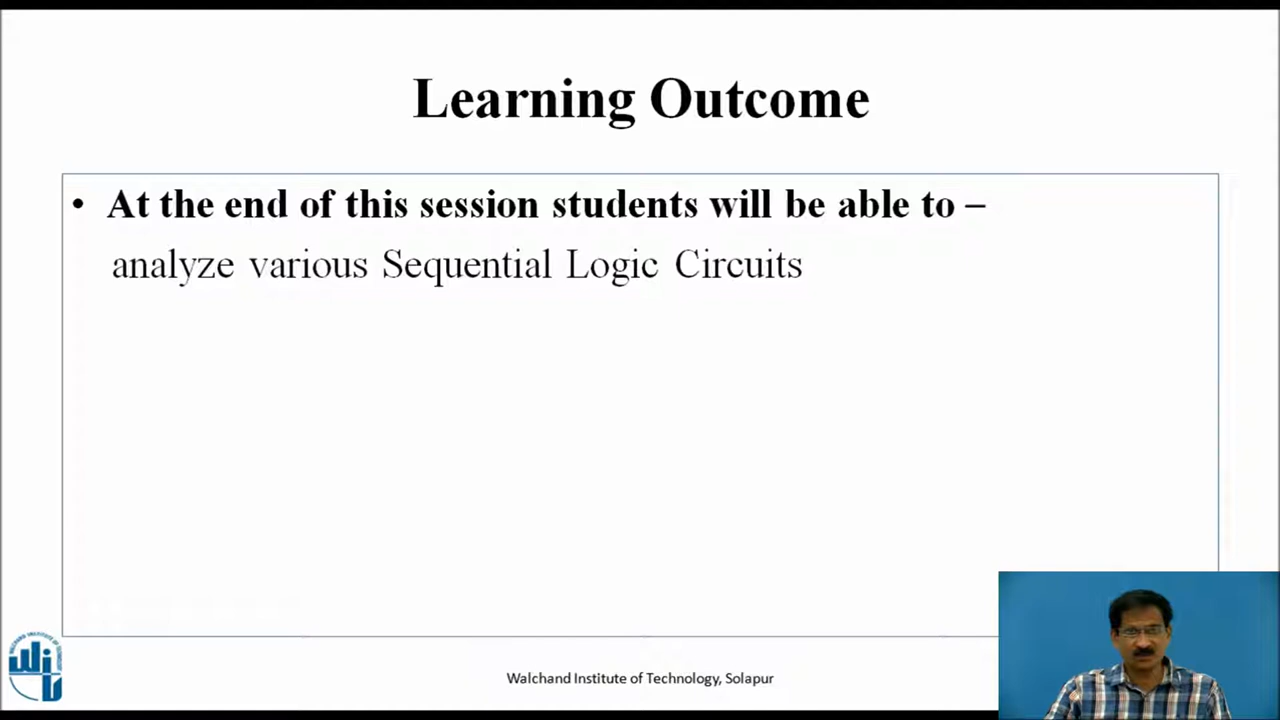 Learning Outcome
• At the end of this session students will be able to –
analyze various Sequential Logic Circuits
Walchand Institute of Technology, Solapur